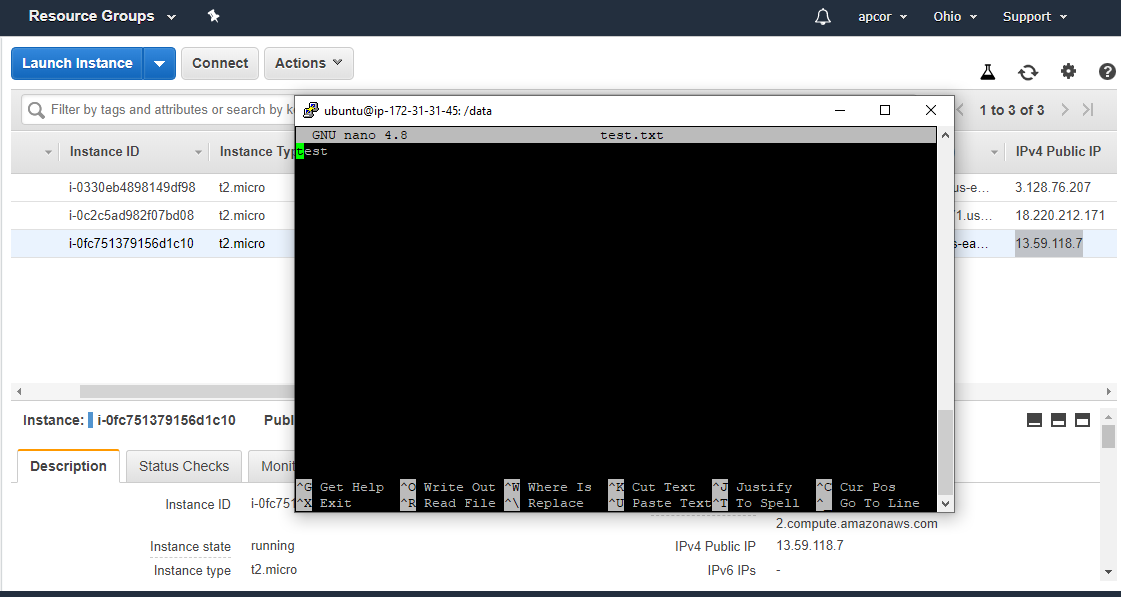 Resource Groups apcor Ohio Support
Launch Instance Connect Actions
Filter by tags and attributes or search by k 1 to 3 of 3
ubuntu@ip-172-31-31-45: /data
GNU nano 4.8 test.txt
test
Instance ID Instance Typ IPv4 Public IP
i-0330eb4898149df98 t2.micro us-e... 3.128.76.207
i-0c2c5ad982f07bd08 t2.micro 1.us... 18.220.212.171
i-0fc751379156d1c10 t2.micro s-ea... 13.59.118.7
Instance: i-0fc751379156d1c10 Publ
Description Status Checks Monit
^G Get Help ^O Write Out ^W Where Is ^K Cut Text ^J Justify ^C Cur Pos
^X Exit ^R Read File ^\ Replace ^U Paste Text ^T To Spell ^_ Go To Line
Instance ID i-0fc751
2.compute.amazonaws.com
Instance state running IPv4 Public IP 13.59.118.7
Instance type t2.micro IPv6 IPs -